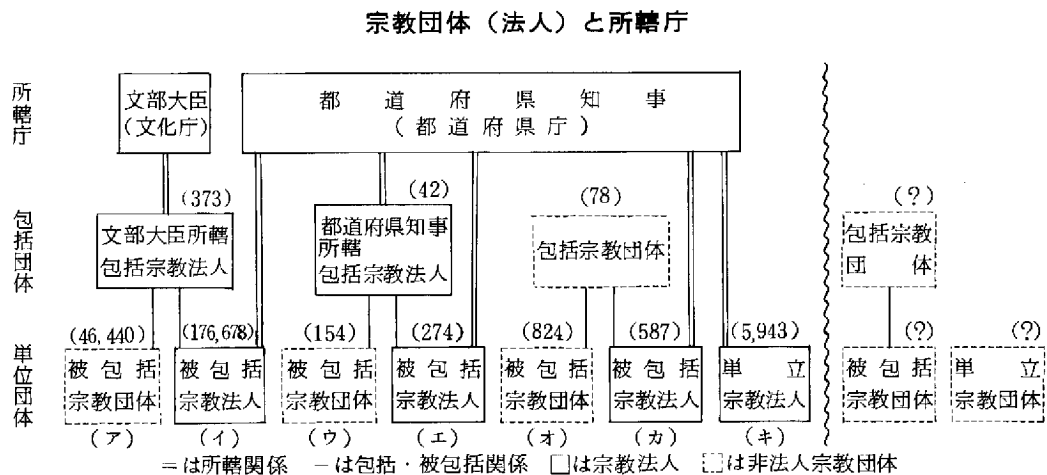 宗教団体（法人）と所轄庁
所轄庁
文部大臣
(文化庁)
都道府県知事
(都道府県庁)
包括団体
(373)
文部大臣所轄
包括宗教法人
(42)
都道府県知事
所轄
包括宗教法人
(78)
包括宗教団体
(?)
包括宗教
団体
単位団体
(46,440)
被包括
宗教団体
(ア)
(176,678)
被包括
宗教法人
(イ)
(154)
被包括
宗教団体
(ウ)
(274)
被包括
宗教法人
(エ)
(824)
被包括
宗教団体
(オ)
(587)
被包括
宗教法人
(カ)
(5,943)
単立
宗教法人
(キ)
(?)
被包括
宗教団体
(?)
単立
宗教団体
＝は所轄関係 －は包括・被包括関係 □は宗教法人 は非法人宗教団体